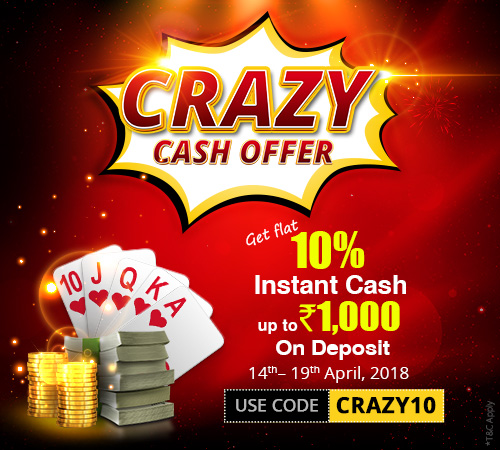 CRAZY
CASH OFFER
Get flat
10%
Instant Cash
up to ₹1,000
On Deposit
14th– 19th April, 2018
USE CODE CRAZY10
10 J Q K A
*T&C Apply